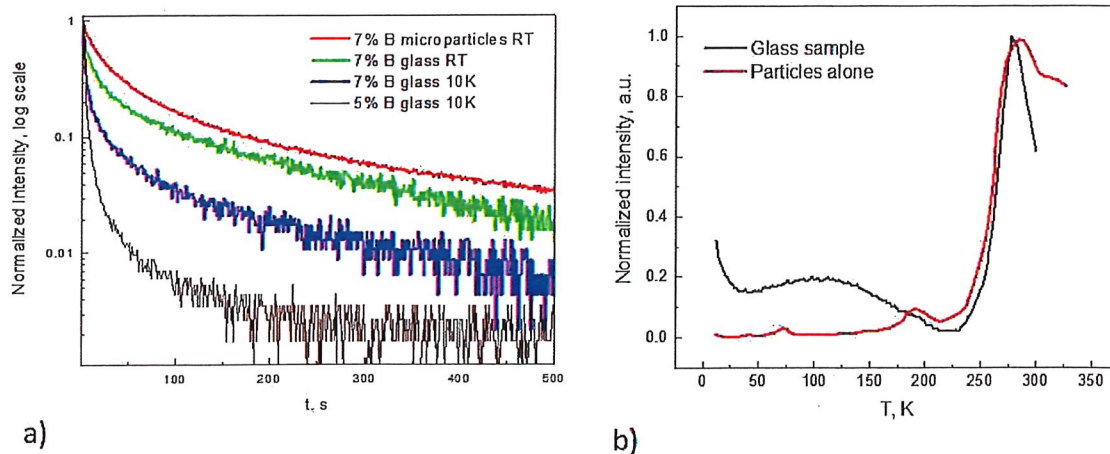 1
0.1
0.01
Normalized Intensity, log scale
7% B microparticles RT
7% B glass RT
7% B glass 10K
5% B glass 10K
100
200
300
400
500
t, s
a)
1.0
0.8
0.6
0.4
0.2
0.0
Normalized intensity, a.u.
Glass sample
Particles alone
0
50
75
150
200
250
300
350
T, K
b)